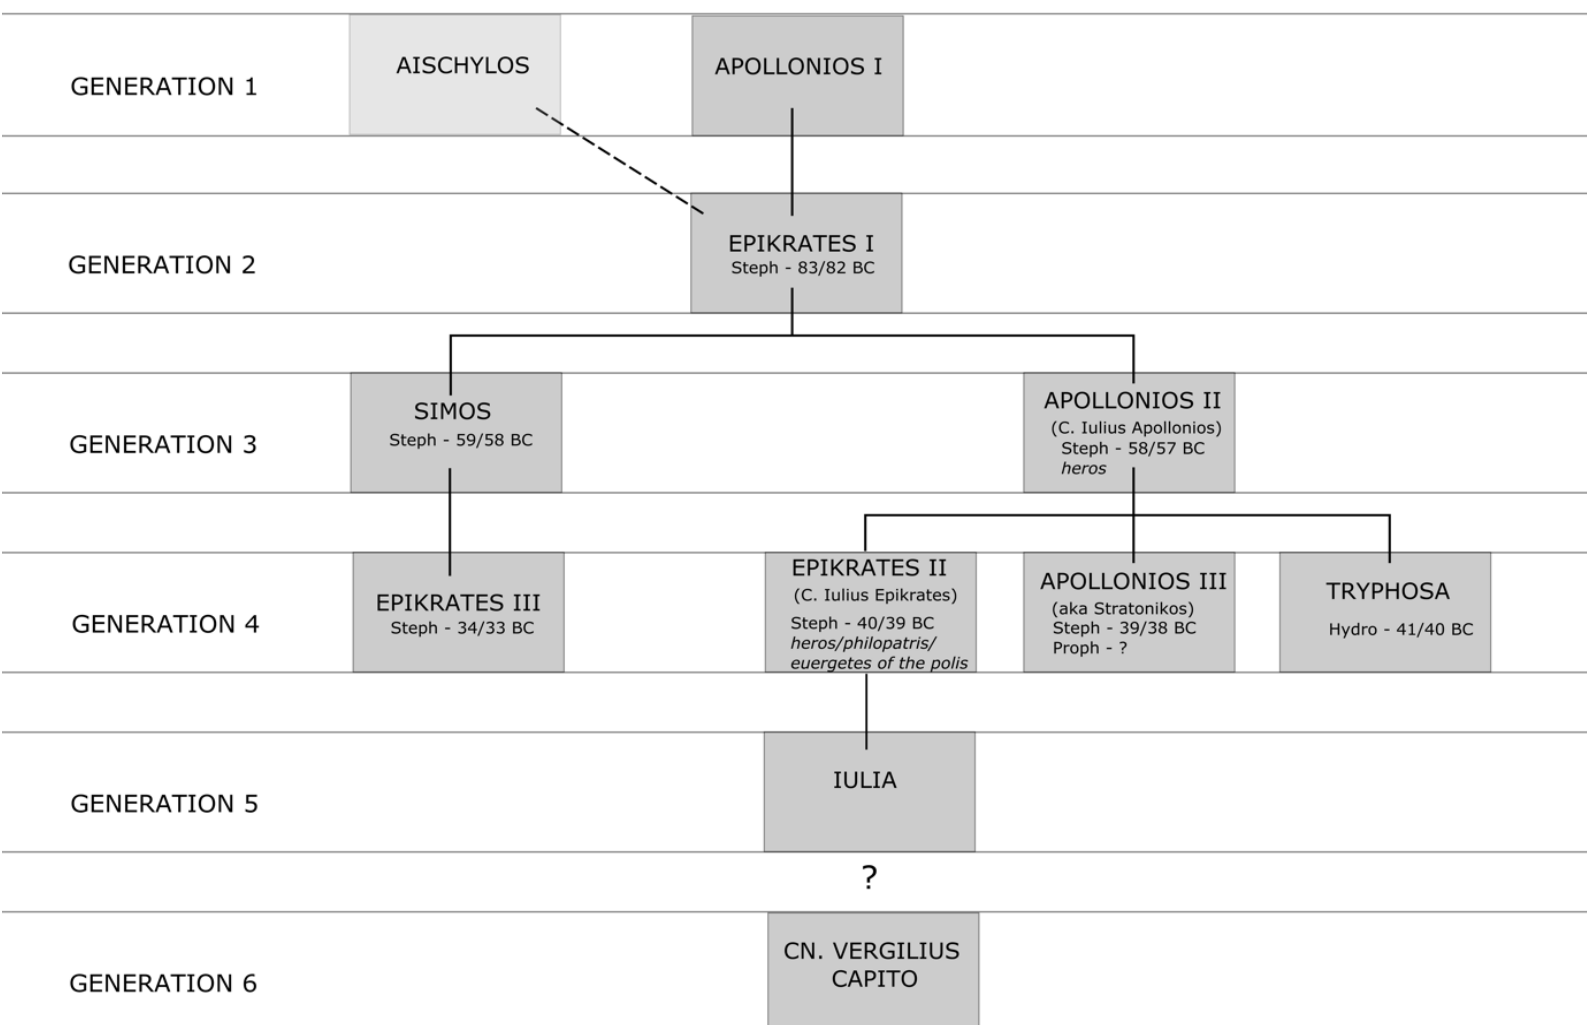 GENERATION 1
AISCHYLOS
APOLLONIOS I
GENERATION 2
EPIKRATES I
Steph - 83/82 BC
GENERATION 3
SIMOS
Steph - 59/58 BC
APOLLONIOS II
(C. Iulius Apollonios)
Steph - 58/57 BC
heros
GENERATION 4
EPIKRATES III
Steph - 34/33 BC
EPIKRATES II
(C. Iulius Epikrates)
Steph - 40/39 BC
heros/philopatris/
euergetes of the polis
APOLLONIOS III
(aka Stratonikos)
Steph - 39/38 BC
Proph - ?
TRYPHOSA
Hydro - 41/40 BC
GENERATION 5
IULIA
?
GENERATION 6
CN. VERGILIUS
CAPITO